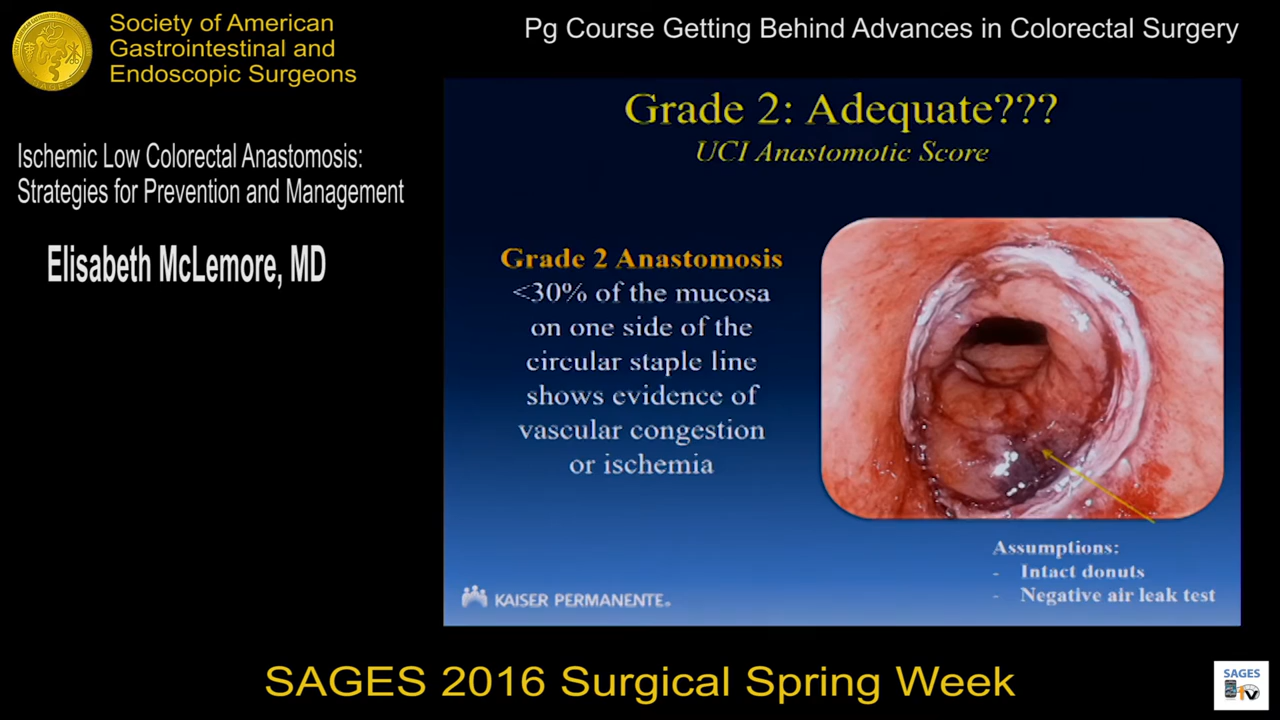 Society of American
Gastrointestinal and
Endoscopic Surgeons
Pg Course Getting Behind Advances in Colorectal Surgery
Ischemic Low Colorectal Anastomosis:
Strategies for Prevention and Management
Elisabeth McLemore, MD
Grade 2: Adequate???
UCI Anastomotic Score
Grade 2 Anastomosis
<30% of the mucosa
on one side of the
circular staple line
shows evidence of
vascular congestion
or ischemia
Assumptions:
- Intact donuts
- Negative air leak test
KAISER PERMANENTE®
SAGES 2016 Surgical Spring Week
SAGES
TV